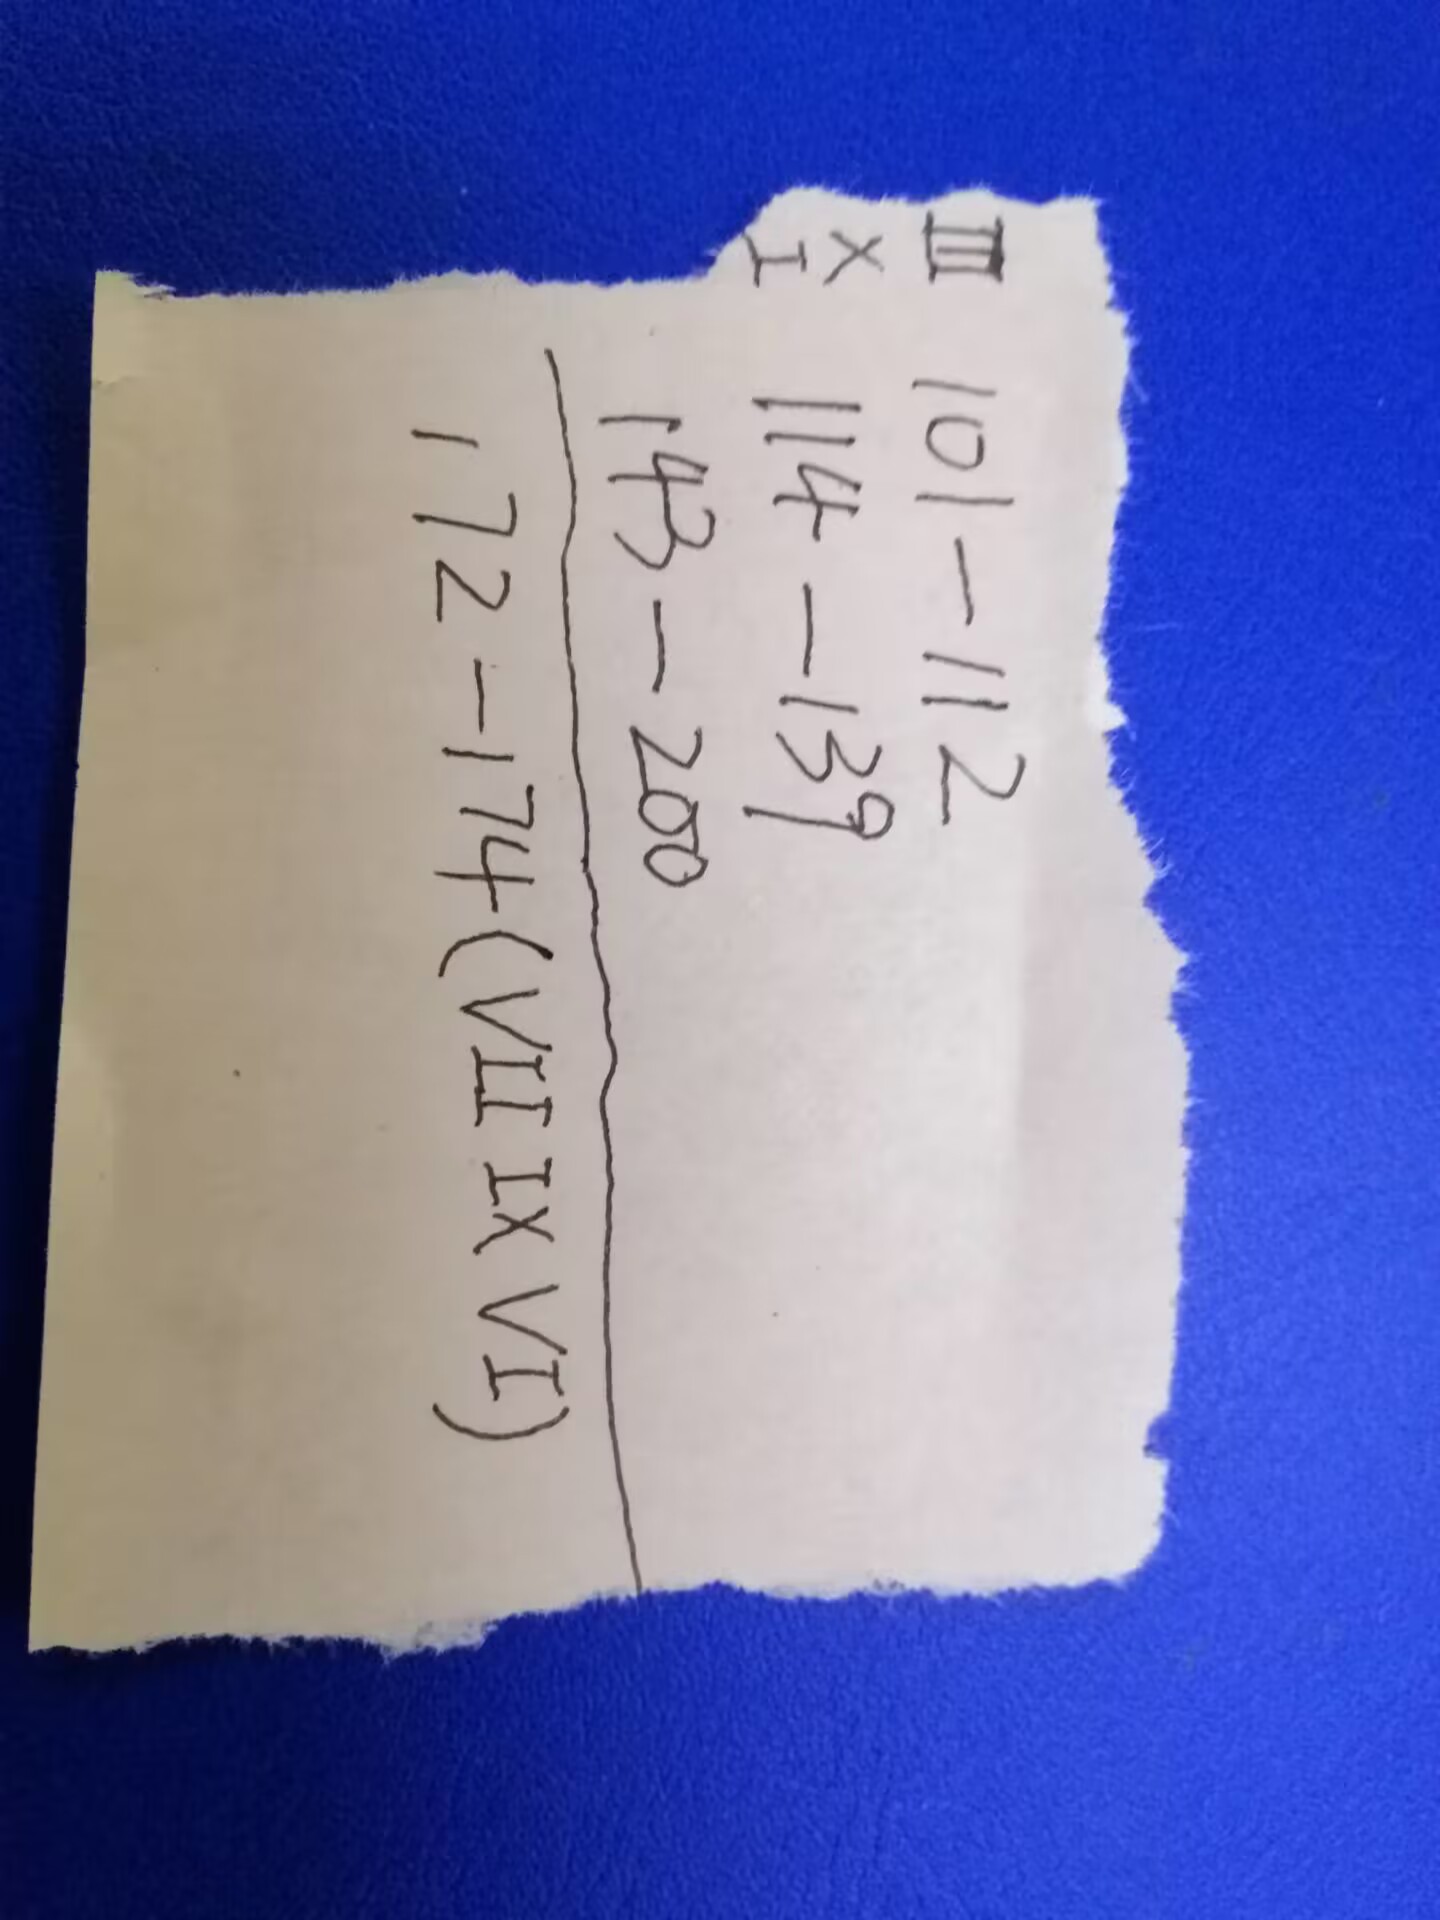 III 101-112
X
I 114-139
143-200
172-174(VII IX VI)